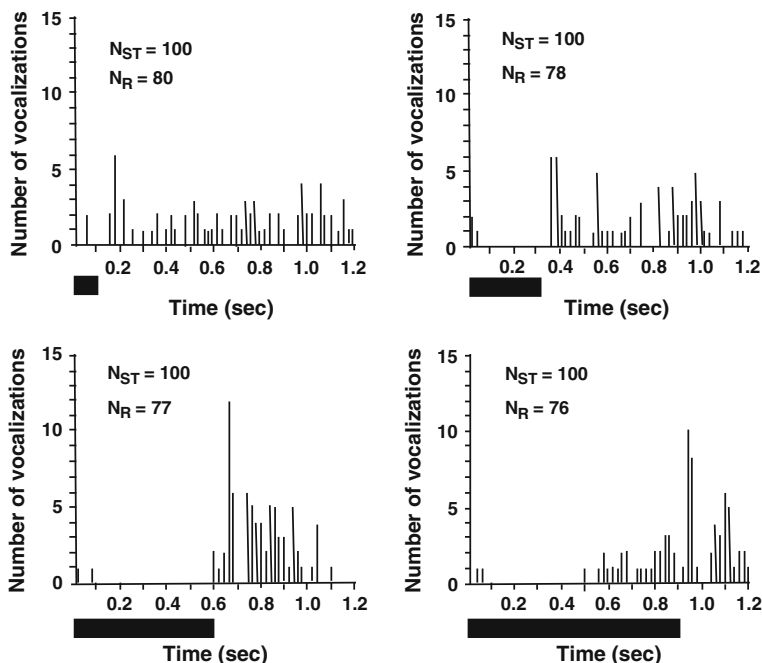 Number of vocalizations
15
10
5
0
N_ST = 100
N_R = 80
0.2 0.4 0.6 0.8 1.0 1.2
Time (sec)
Number of vocalizations
15
10
5
0
N_ST = 100
N_R = 78
0.2 0.4 0.6 0.8 1.0 1.2
Time (sec)
Number of vocalizations
15
10
5
0
N_ST = 100
N_R = 77
0.2 0.4 0.6 0.8 1.0 1.2
Time (sec)
Number of vocalizations
15
10
5
0
N_ST = 100
N_R = 76
0.2 0.4 0.6 0.8 1.0 1.2
Time (sec)